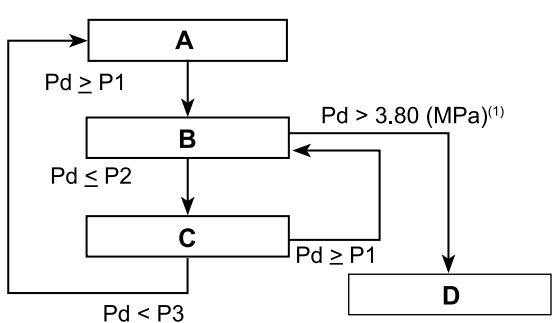 A
Pd ≥ P1
B
Pd > 3.80 (MPa)(1)
Pd ≤ P2
C
Pd ≥ P1
D
Pd < P3